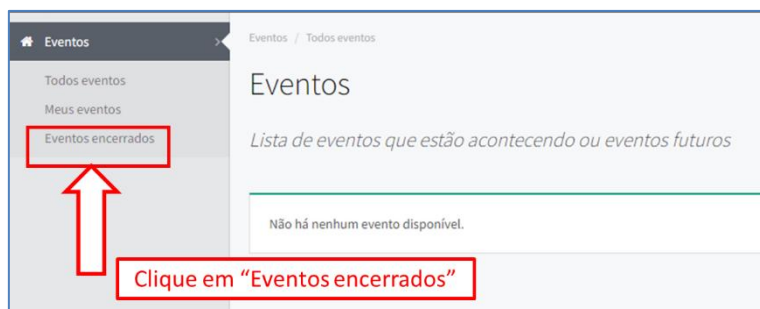 Eventos
Todos eventos
Meus eventos
Eventos encerrados
Eventos / Todos eventos
Eventos
Lista de eventos que estão acontecendo ou eventos futuros
Não há nenhum evento disponível.
Clique em “Eventos encerrados”